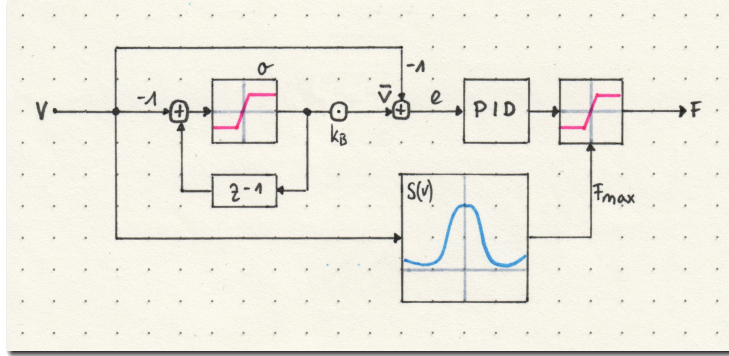 σ
-1
V
-1
+
k_B
v̄
+
e
PID
F
z-1
S(v)
F_max